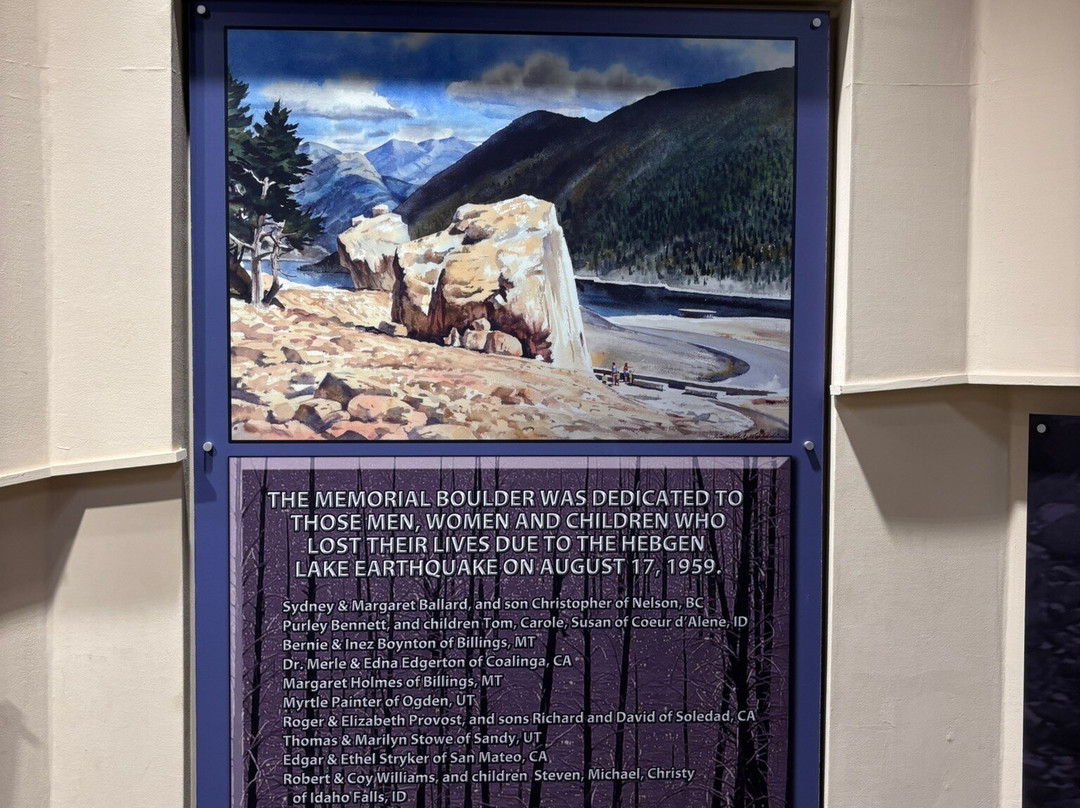 THE MEMORIAL BOULDER WAS DEDICATED TO
THOSE MEN, WOMEN AND CHILDREN WHO
LOST THEIR LIVES DUE TO THE HEBGEN
LAKE EARTHQUAKE ON AUGUST 17, 1959.
Sydney & Margaret Ballard, and son Christopher of Nelson, BC
Purley Bennett, and children Tom, Carole, Susan of Coeur d'Alene, ID
Bernie & Inez Boynton of Billings, MT
Dr. Merle & Edna Edgerton of Coalinga, CA
Margaret Holmes of Billings, MT
Myrtle Painter of Ogden, UT
Roger & Elizabeth Provost, and sons Richard and David of Soledad, CA
Thomas & Marilyn Stowe of Sandy, UT
Edgar & Ethel Stryker of San Mateo, CA
Robert & Coy Williams, and children Steven, Michael, Christy
of Idaho Falls, ID